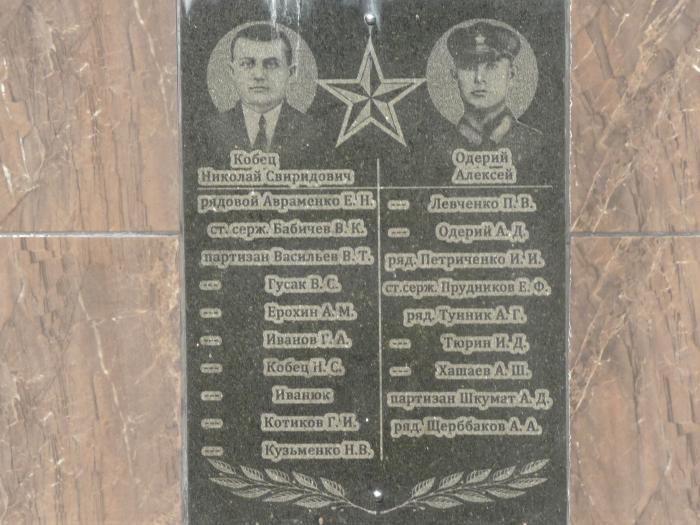 Кобец
Николай Свиридович
рядовой Авраменко Е. Н.
ст. серж. Бабичев В. К.
партизан Васильев В. Т.
--- Гусак В. С.
--- Ерохин А. М.
--- Иванов Г. А.
--- Кобец Н. С.
--- Иванюк
--- Котиков Г. И.
--- Кузьменко Н.В.
Одерий
Алексей
--- Левченко П. В.
--- Одерий А. Д.
ряд. Петриченко И. И.
ст.серж. Прудников Е. Ф.
ряд. Тунник А. Г.
--- Тюрин И. Д.
--- Хашаев А. Ш.
партизан Шкумат А. Д.
ряд. Щерббаков А. А.